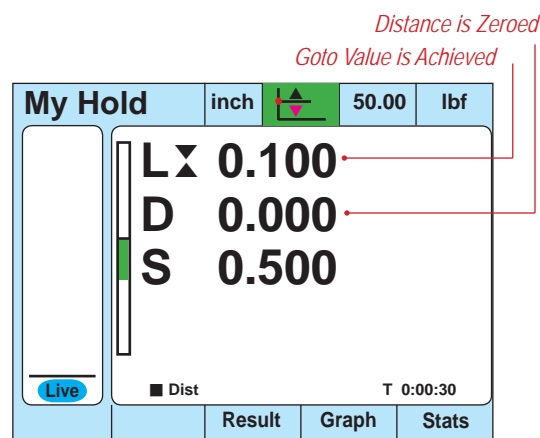 Distance is Zeroed
Goto Value is Achieved
My Hold inch 50.00 lbf
L 0.100
D 0.000
S 0.500
Live Dist T 0:00:30
Result Graph Stats